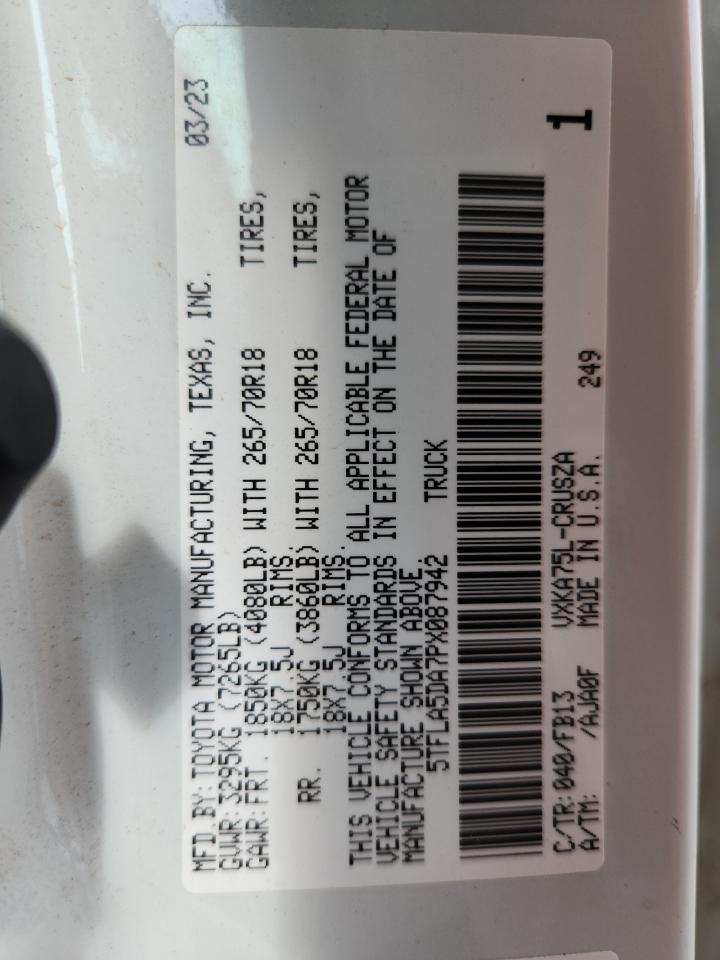 MFD BY: TOYOTA MOTOR MANUFACTURING, TEXAS, INC. 03/23
GVWR: 3295KG (7265LB)
GAWR: FRT. 1850KG (4080LB) WITH 265/70R18 TIRES,
18X7.5J RIMS.
RR. 1750KG (3860LB) WITH 265/70R18 TIRES,
18X7.5J RIMS.
THIS VEHICLE CONFORMS TO ALL APPLICABLE FEDERAL MOTOR
VEHICLE SAFETY STANDARDS IN EFFECT ON THE DATE OF
MANUFACTURE SHOWN ABOVE.
5TFLA5DA7PX087942 TRUCK
C/TR: 040/FB13 VXKA75L-CRUSZA 1
A/TM: /AJA0F MADE IN U.S.A. 249